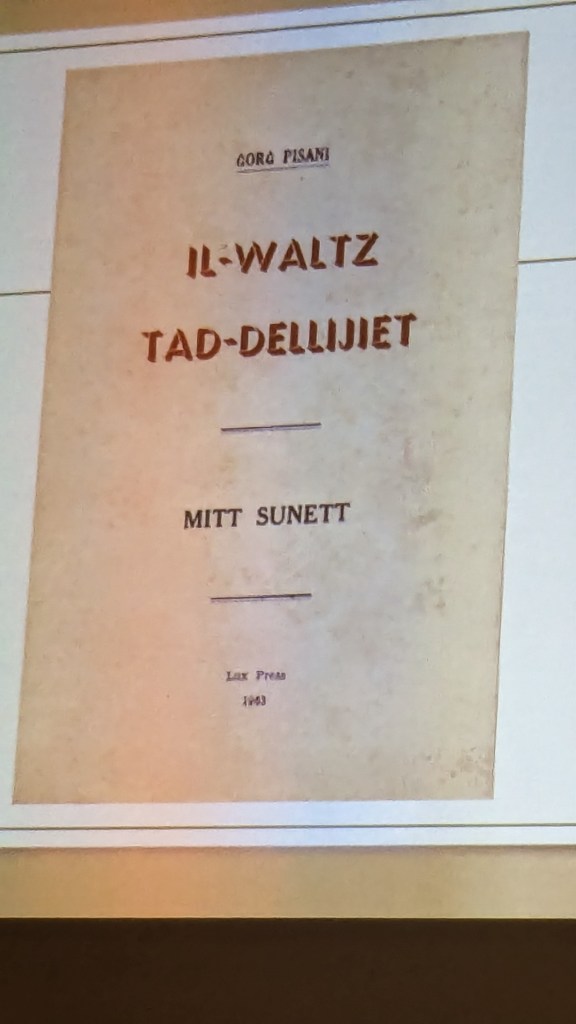 ĠORĠ PISANI
IL-WALTZ
TAD-DELLIJIET
MITT SUNETT
Lux Press
1963